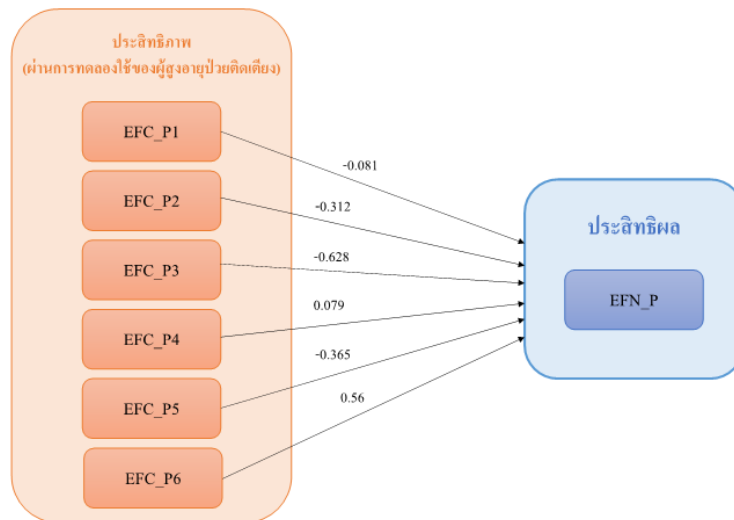 ประสิทธิภาพ
(ผ่านการทดลองใช้ของผู้สูงอายุป่วยติดเตียง)
EFC_P1
EFC_P2
EFC_P3
EFC_P4
EFC_P5
EFC_P6
-0.081
-0.312
-0.628
0.079
-0.365
0.56
ประสิทธิผล
EFN_P